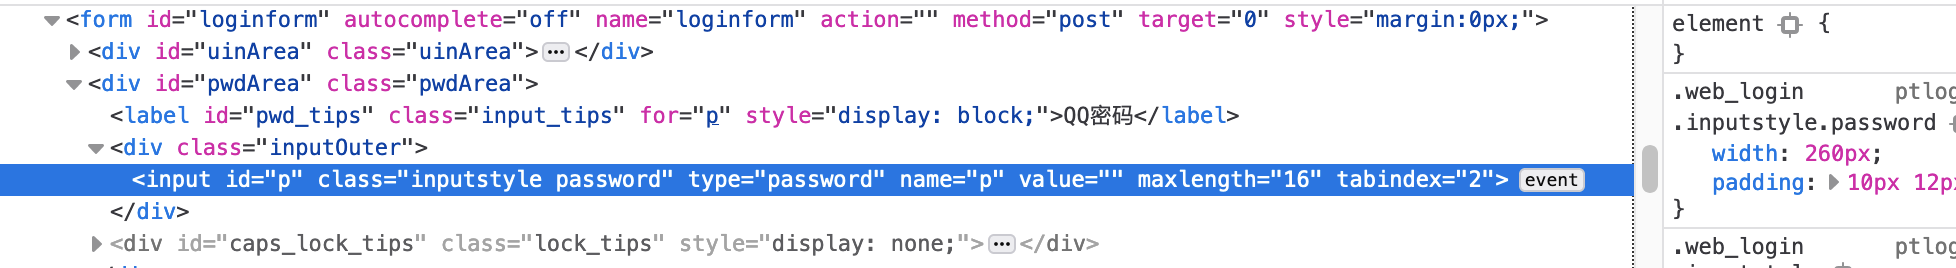 <form id="loginform" autocomplete="off" name="loginform" action="" method="post" target="0" style="margin:0px;">
<div id="uinArea" class="uinArea"> ••• </div>
<div id="pwdArea" class="pwdArea">
<label id="pwd_tips" class="input_tips" for="p" style="display: block;">QQ密码</label>
<div class="inputOuter">
<input id="p" class="inputstyle password" type="password" name="p" value="" maxlength="16" tabindex="2"> event
</div>
<div id="caps_lock_tips" class="lock_tips" style="display: none;"> ••• </div>
element {
}
.web_login ptlog
.inputstyle.password
width: 260px;
padding: 10px 12px
}
.web_login ptlog